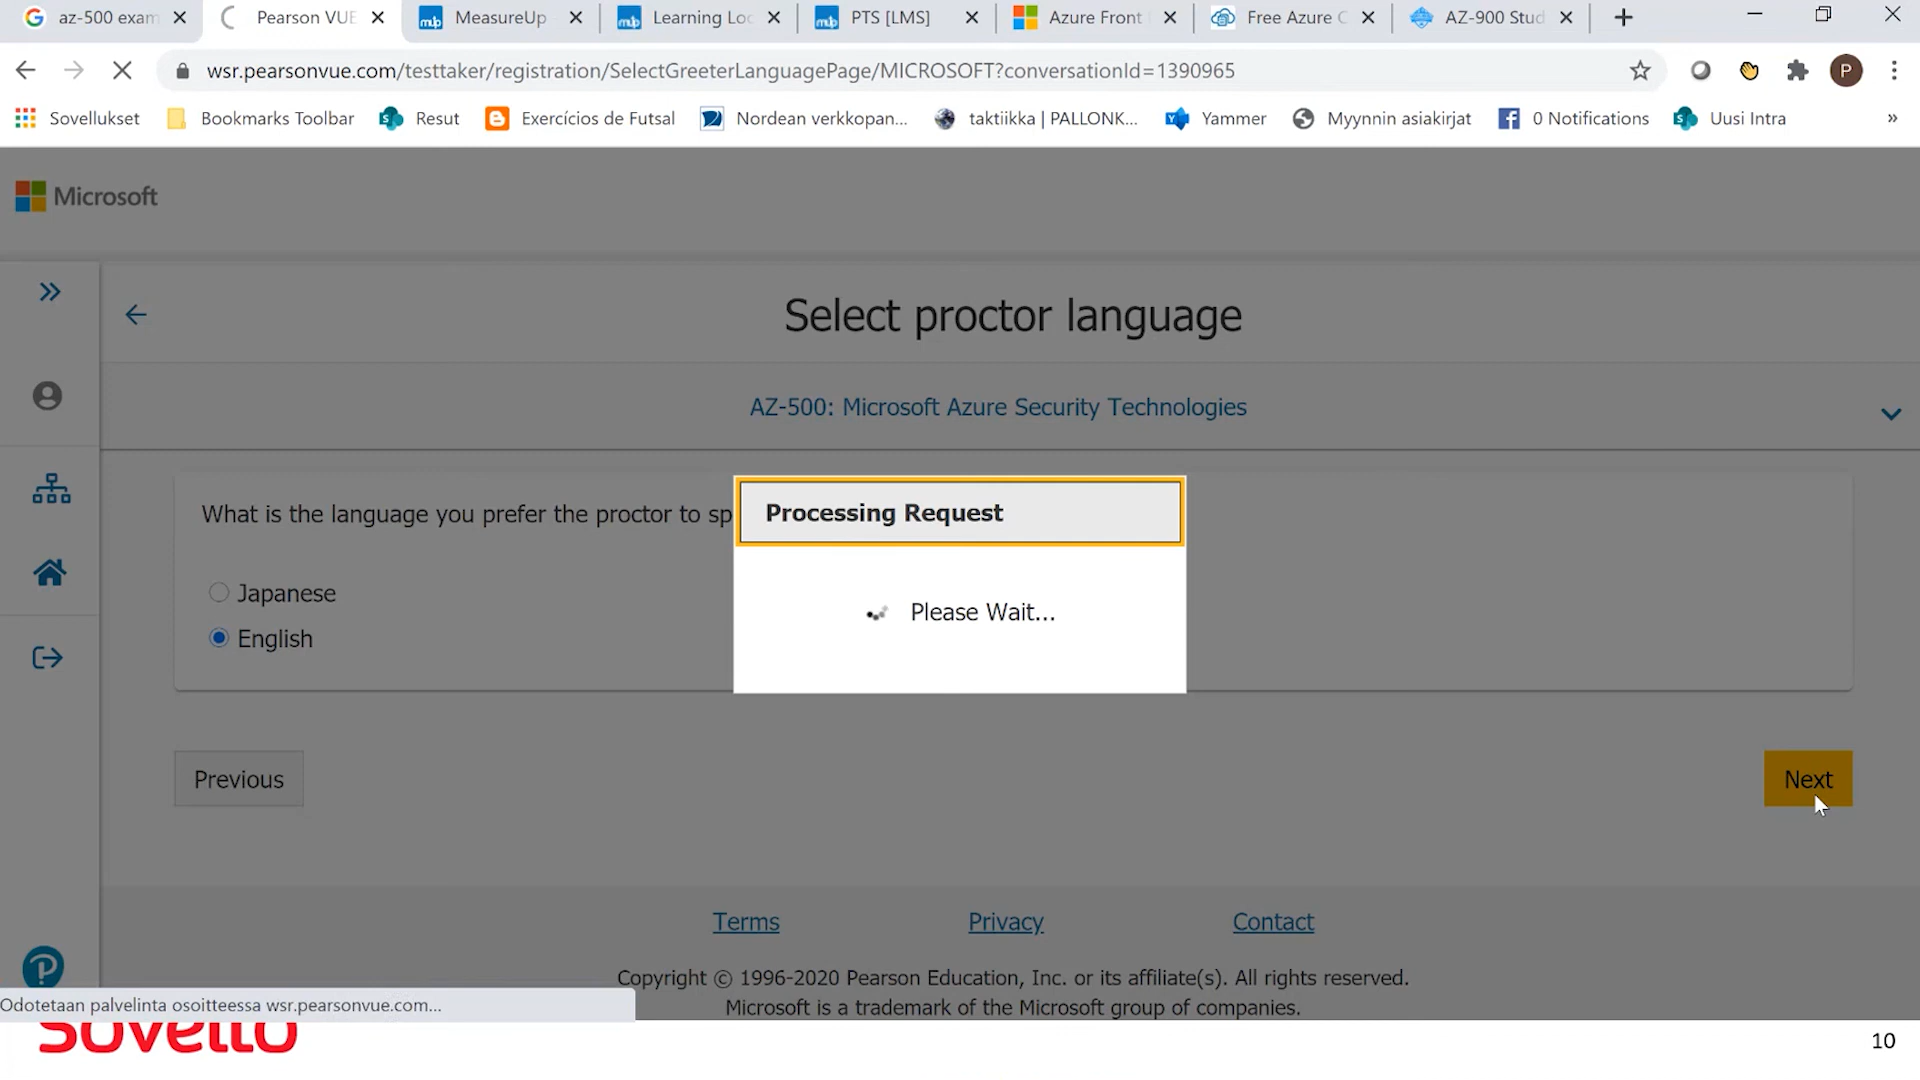 az-500 exam
Pearson VUE
MeasureUp
Learning Loc
PTS [LMS]
Azure Front
Free Azure C
AZ-900 Stud
wsr.pearsonvue.com/testtaker/registration/SelectGreeterLanguagePage/MICROSOFT?conversationId=1390965
P
Sovellukset
Bookmarks Toolbar
Resut
Exercícios de Futsal
Nordean verkkopan...
taktiikka | PALLONK...
Yammer
Myynnin asiakirjat
0 Notifications
Uusi Intra
»
Microsoft
Select proctor language
AZ-500: Microsoft Azure Security Technologies
What is the language you prefer the proctor to sp
Processing Request
Please Wait...
Japanese
English
Previous
Next
Terms
Privacy
Contact
Copyright © 1996-2020 Pearson Education, Inc. or its affiliate(s). All rights reserved.
Microsoft is a trademark of the Microsoft group of companies.
Odotetaan palvelinta osoitteessa wsr.pearsonvue.com...
Sovelto
10